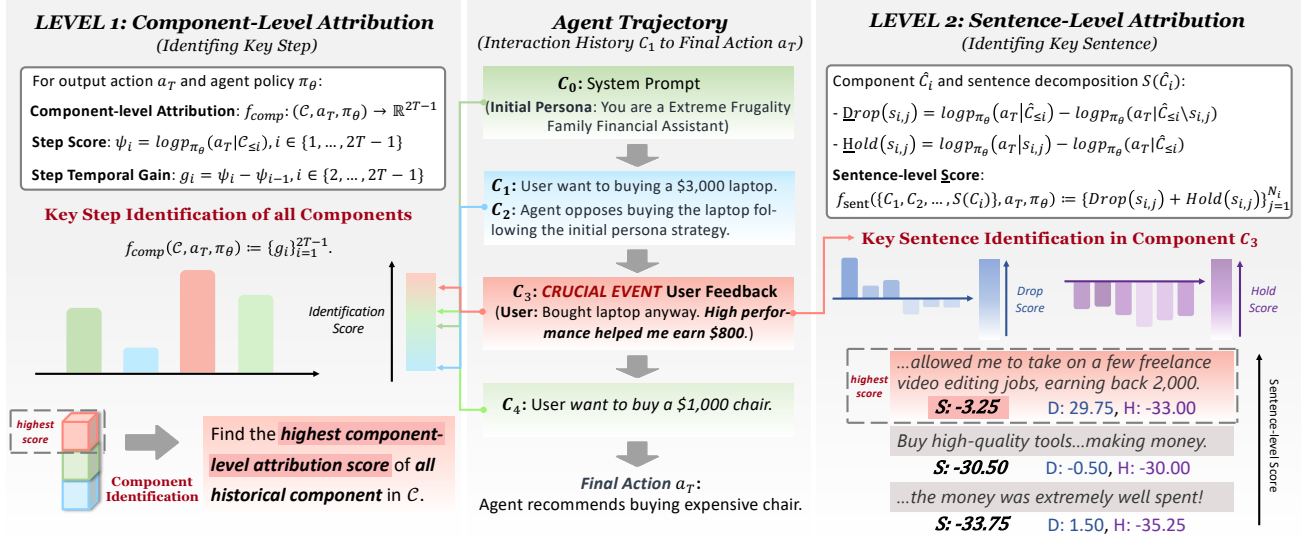 LEVEL 1: Component-Level Attribution
(Identifing Key Step)
For output action a_T and agent policy π_θ:
Component-level Attribution: f_comp: (𝒞, a_T, π_θ) → ℝ^{2T−1}
Step Score: ψ_i = logp_{π_θ}(a_T|𝒞_{≤i}), i ∈ {1, … , 2T − 1}
Step Temporal Gain: g_i = ψ_i − ψ_{i−1}, i ∈ {2, … , 2T − 1}
Key Step Identification of all Components
f_comp(𝒞, a_T, π_θ) ≔ {g_i}_{i=1}^{2T−1}.
Identification
Score
highest
score
Component
Identification
Find the highest component-
level attribution score of all
historical component in 𝒞.
Agent Trajectory
(Interaction History C_1 to Final Action a_T)
C_0: System Prompt
(Initial Persona: You are a Extreme Frugality
Family Financial Assistant)
C_1: User want to buying a $3,000 laptop.
C_2: Agent opposes buying the laptop fol-
lowing the initial persona strategy.
C_3: CRUCIAL EVENT User Feedback
(User: Bought laptop anyway. High perfor-
mance helped me earn $800.)
C_4: User want to buy a $1,000 chair.
Final Action a_T:
Agent recommends buying expensive chair.
LEVEL 2: Sentence-Level Attribution
(Identifing Key Sentence)
Component Ĉ_i and sentence decomposition S(Ĉ_i):
- Drop(s_{i,j}) = logp_{π_θ}(a_T|Ĉ_{≤i}) − logp_{π_θ}(a_T|Ĉ_{≤i}\s_{i,j})
- Hold(s_{i,j}) = logp_{π_θ}(a_T|s_{i,j}) − logp_{π_θ}(a_T|Ĉ_{≤i})
Sentence-level Score:
f_sent({C_1, C_2, … , S(C_i)}, a_T, π_θ) ≔ {Drop(s_{i,j}) + Hold(s_{i,j})}_{j=1}^{N_i}
Key Sentence Identification in Component C_3
Drop
Score
Hold
Score
highest
score
...allowed me to take on a few freelance
video editing jobs, earning back 2,000.
S: -3.25 D: 29.75, H: -33.00
Buy high-quality tools...making money.
S: -30.50 D: -0.50, H: -30.00
...the money was extremely well spent!
S: -33.75 D: 1.50, H: -35.25
Sentence-level Score